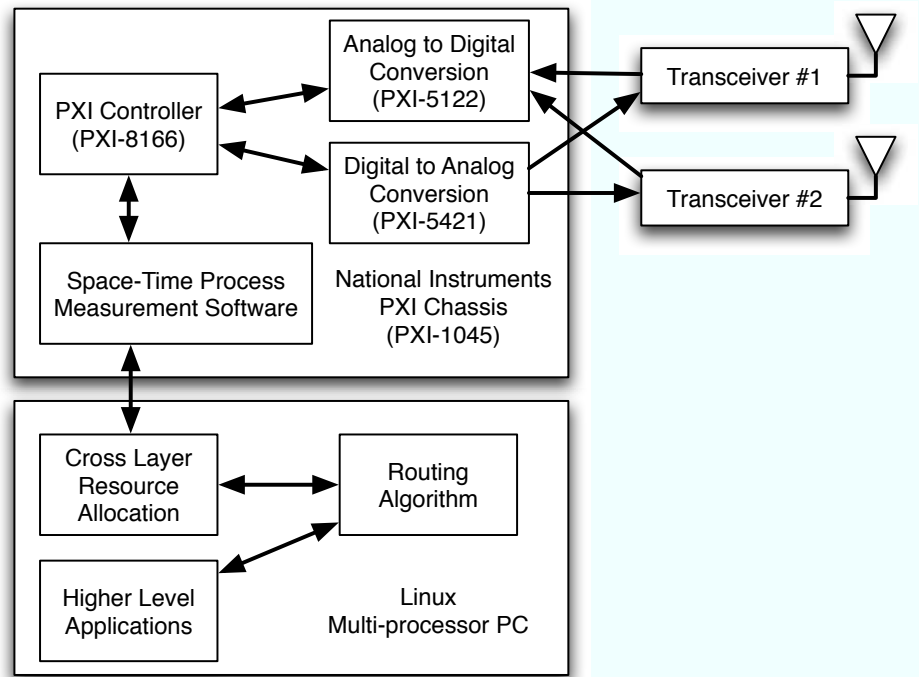 Analog to Digital
Conversion
(PXI-5122)
Transceiver #1
PXI Controller
(PXI-8166)
Digital to Analog
Conversion
(PXI-5421)
Transceiver #2
Space-Time Process
Measurement Software
National Instruments
PXI Chassis
(PXI-1045)
Cross Layer
Resource
Allocation
Routing
Algorithm
Higher Level
Applications
Linux
Multi-processor PC